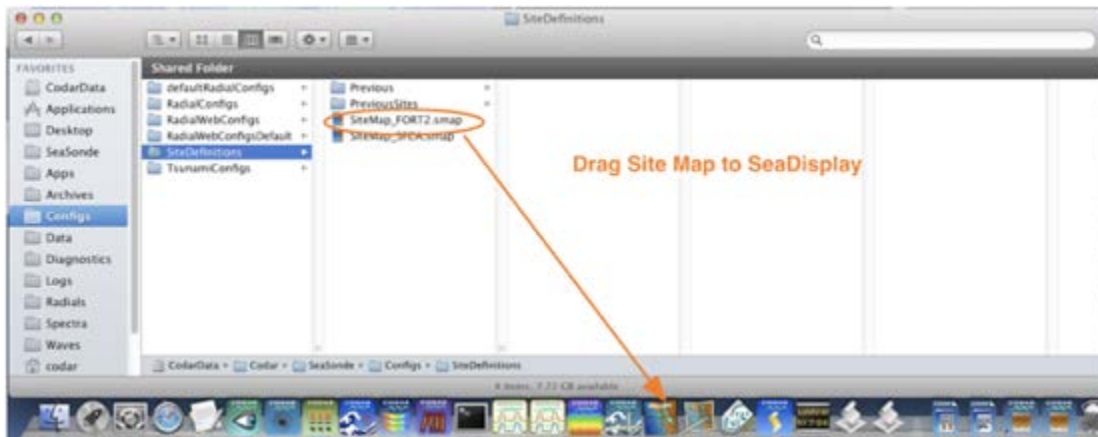 SiteDefinitions
FAVORITES
CodarData
Applications
Desktop
SeaSonde
Apps
Archives
Configs
Data
Diagnostics
Logs
Radials
Spectra
Waves
codar
Shared Folder
defaultRadialConfigs
RadialConfigs
RadialWebConfigs
RadialWebConfigsDefault
SiteDefinitions
TsunamiConfigs
Previous
PreviousSites
SiteMap_FORT2.smap
SiteMap_SFDA.smap
Drag Site Map to SeaDisplay
CodarData Codar SeaSonde Configs SiteDefinitions
4 items, 7.72 GB available